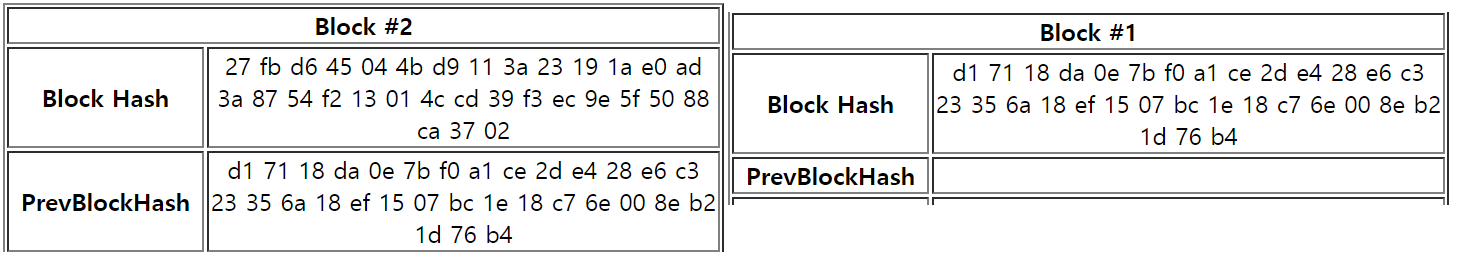 Block #2
Block Hash
27 fb d6 45 04 4b d9 11 3a 23 19 1a e0 ad
3a 87 54 f2 13 01 4c cd 39 f3 ec 9e 5f 50 88
ca 37 02
PrevBlockHash
d1 71 18 da 0e 7b f0 a1 ce 2d e4 28 e6 c3
23 35 6a 18 ef 15 07 bc 1e 18 c7 6e 00 8e b2
1d 76 b4
Block #1
Block Hash
d1 71 18 da 0e 7b f0 a1 ce 2d e4 28 e6 c3
23 35 6a 18 ef 15 07 bc 1e 18 c7 6e 00 8e b2
1d 76 b4
PrevBlockHash